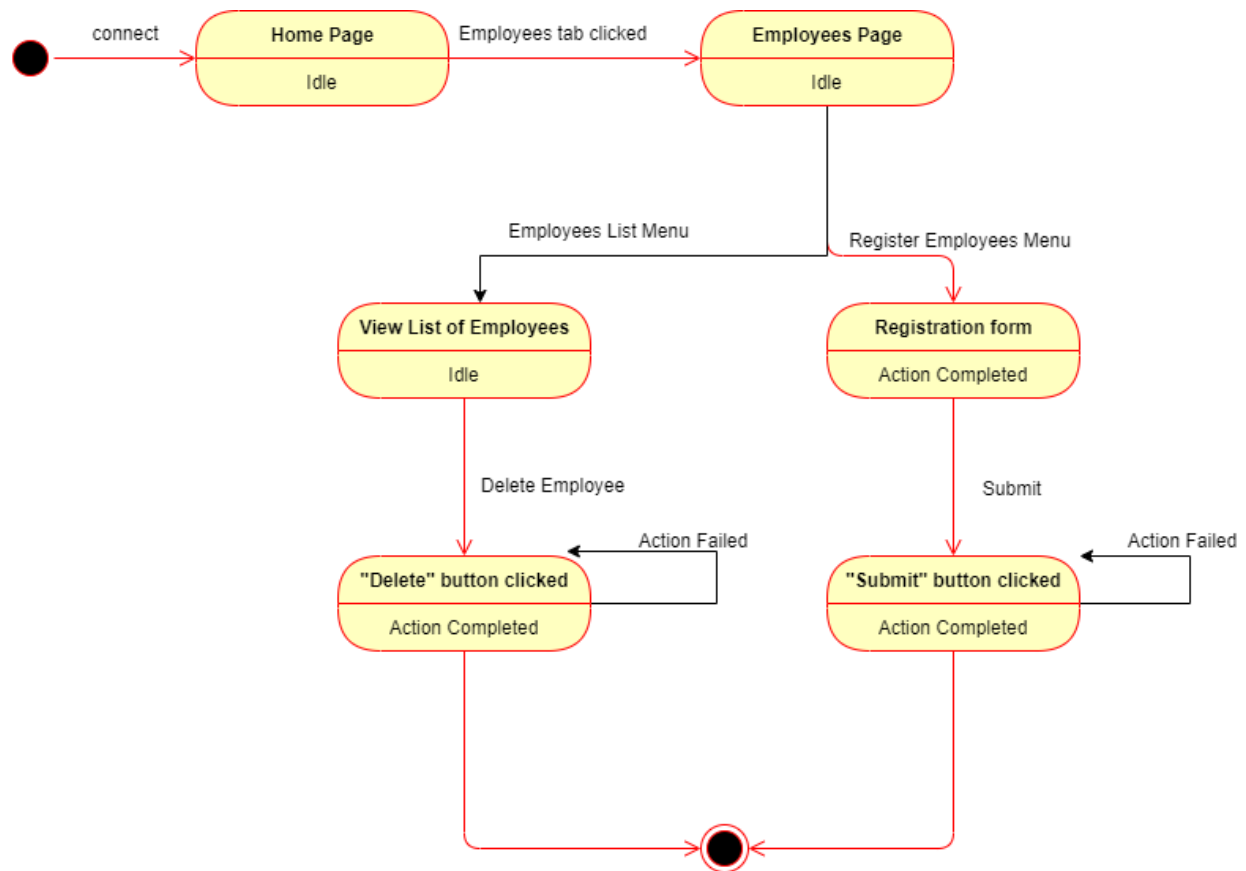 connect
Home Page
Idle
Employees tab clicked
Employees Page
Idle
Employees List Menu
Register Employees Menu
View List of Employees
Idle
Registration form
Action Completed
Delete Employee
Submit
"Delete" button clicked
Action Completed
Action Failed
"Submit" button clicked
Action Completed
Action Failed